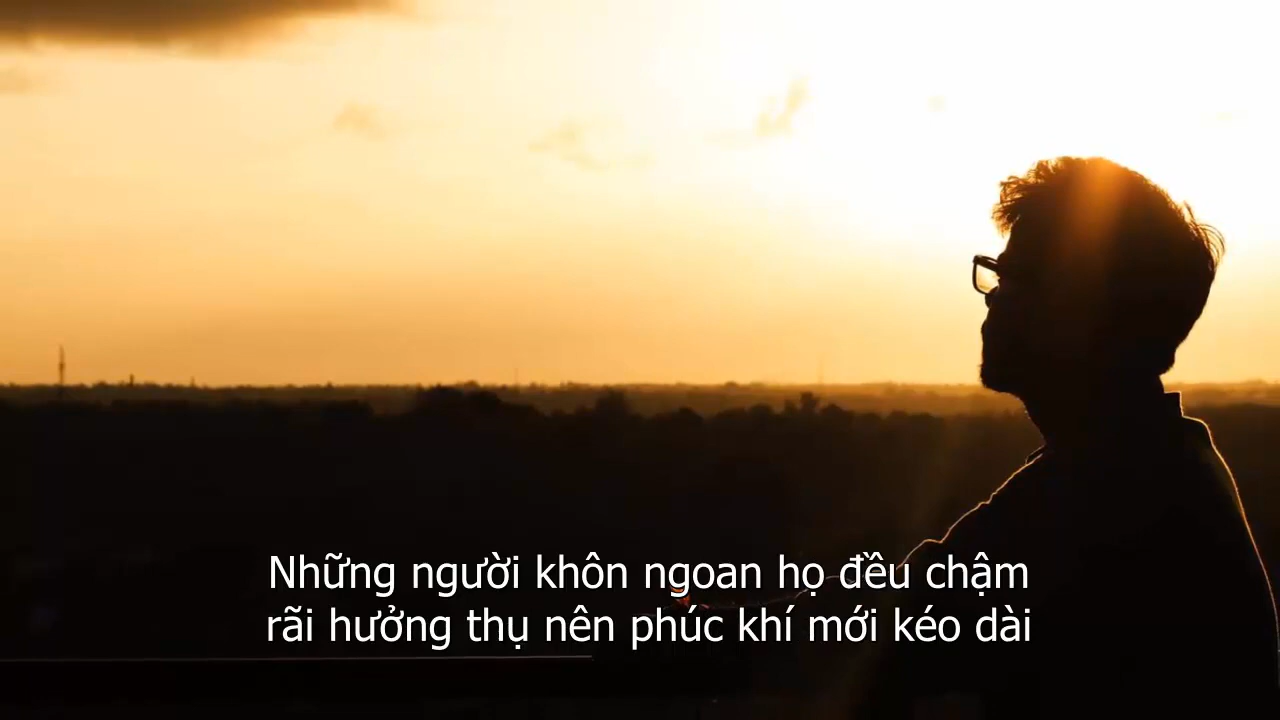 Những người khôn ngoan họ đều chậm
rãi hưởng thụ nên phúc khí mới kéo dài